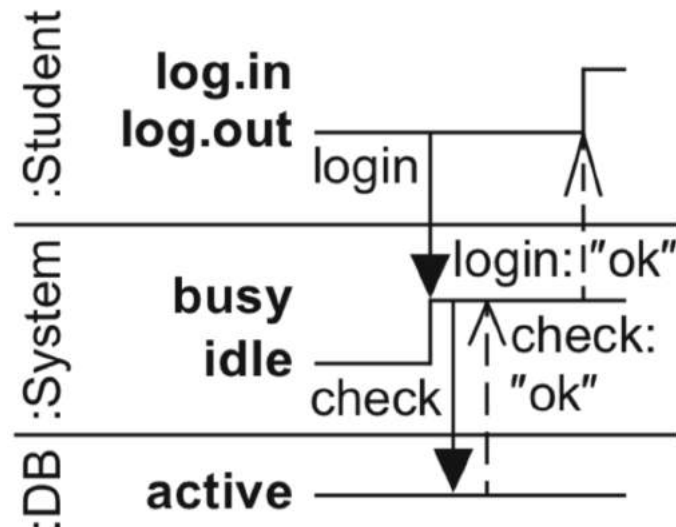 :Student
log.in
log.out
login
:System
busy
login: "ok"
idle
check:
"ok"
check
:DB
active